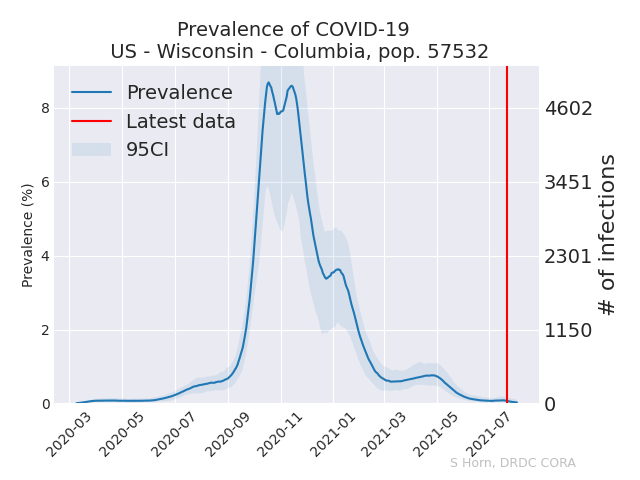 Prevalence of COVID-19
US - Wisconsin - Columbia, pop. 57532
Prevalence
Latest data
95CI
Prevalence (%)
8
6
4
2
0
4602
3451
2301
1150
0
# of infections
2020-03
2020-05
2020-07
2020-09
2020-11
2021-01
2021-03
2021-05
2021-07
S Horn, DRDC CORA